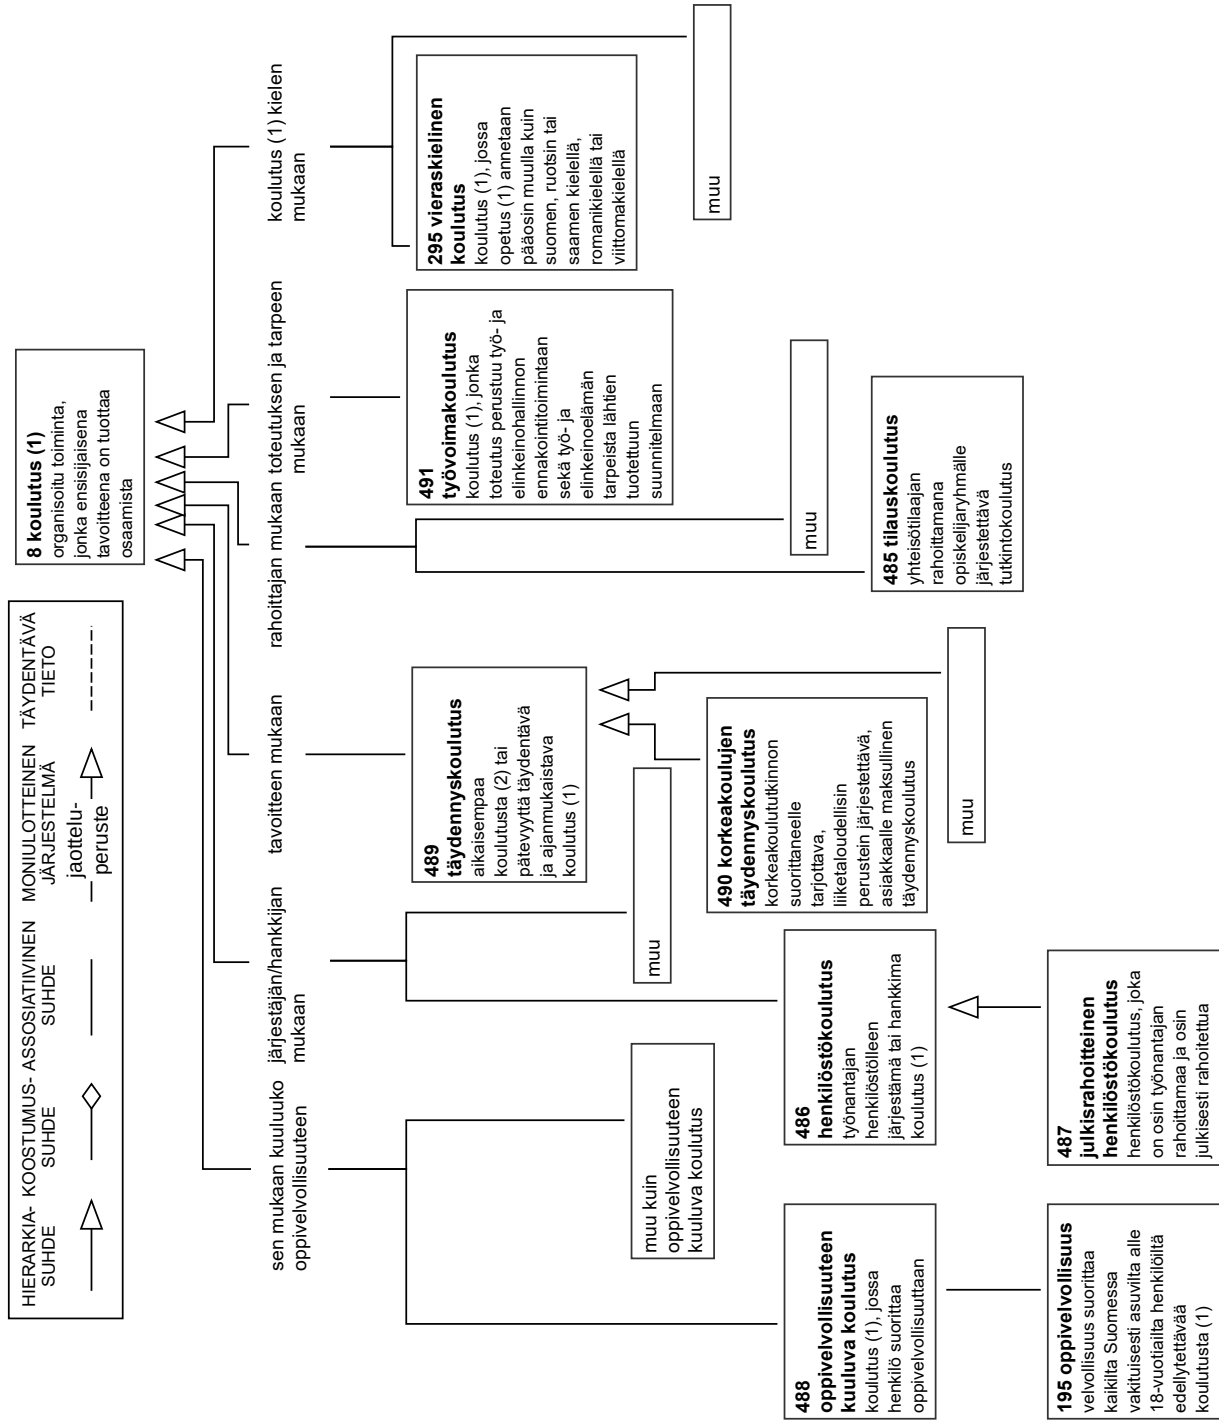 HIERARKIA-
SUHDE
KOOSTUMUS-
SUHDE
ASSOSIATIIVINEN
SUHDE
MONIULOTTEINEN
JÄRJESTELMÄ
jaottelu-
peruste
TÄYDENTÄVÄ
TIETO
8 koulutus (1)
organisoitu toiminta,
jonka ensisijaisena
tavoitteena on tuottaa
osaamista
sen mukaan kuuluuko
oppivelvollisuuteen
järjestäjän/hankkijan
mukaan
tavoitteen mukaan
rahoittajan mukaan
toteutuksen ja tarpeen
mukaan
koulutus (1) kielen
mukaan
muu kuin
oppivelvollisuuteen
kuuluva koulutus
488
oppivelvollisuuteen
kuuluva koulutus
koulutus (1), jossa
henkilö suorittaa
oppivelvollisuuttaan
195 oppivelvollisuus
velvollisuus suorittaa
kaikilta Suomessa
vakituisesti asuvilta alle
18-vuotiailta henkilöiltä
edellytettävää
koulutusta (1)
muu
486
henkilöstökoulutus
työnantajan
henkilöstölleen
järjestämä tai hankkima
koulutus (1)
487
julkisrahoitteinen
henkilöstökoulutus
henkilöstökoulutus, joka
on osin työnantajan
rahoittamaa ja osin
julkisesti rahoitettua
489
täydennyskoulutus
aikaisempaa
koulutusta (2) tai
pätevyyttä täydentävä
ja ajanmukaistava
koulutus (1)
490 korkeakoulujen
täydennyskoulutus
korkeakoulututkinnon
suorittaneelle
tarjottava,
liiketaloudellisin
perustein järjestettävä,
asiakkaalle maksullinen
täydennyskoulutus
muu
muu
485 tilauskoulutus
yhteisötilaajan
rahoittamana
opiskelijaryhmälle
järjestettävä
tutkintokoulutus
491
työvoimakoulutus
koulutus (1), jonka
toteutus perustuu työ- ja
elinkeinohallinnon
ennakointitoimintaan
sekä työ- ja
elinkeinoelämän
tarpeista lähtien
tuotettuun
suunnitelmaan
295 vieraskielinen
koulutus
koulutus (1), jossa
opetus (1) annetaan
pääosin muulla kuin
suomen, ruotsin tai
saamen kielellä,
romanikielellä tai
viittomakielellä
muu